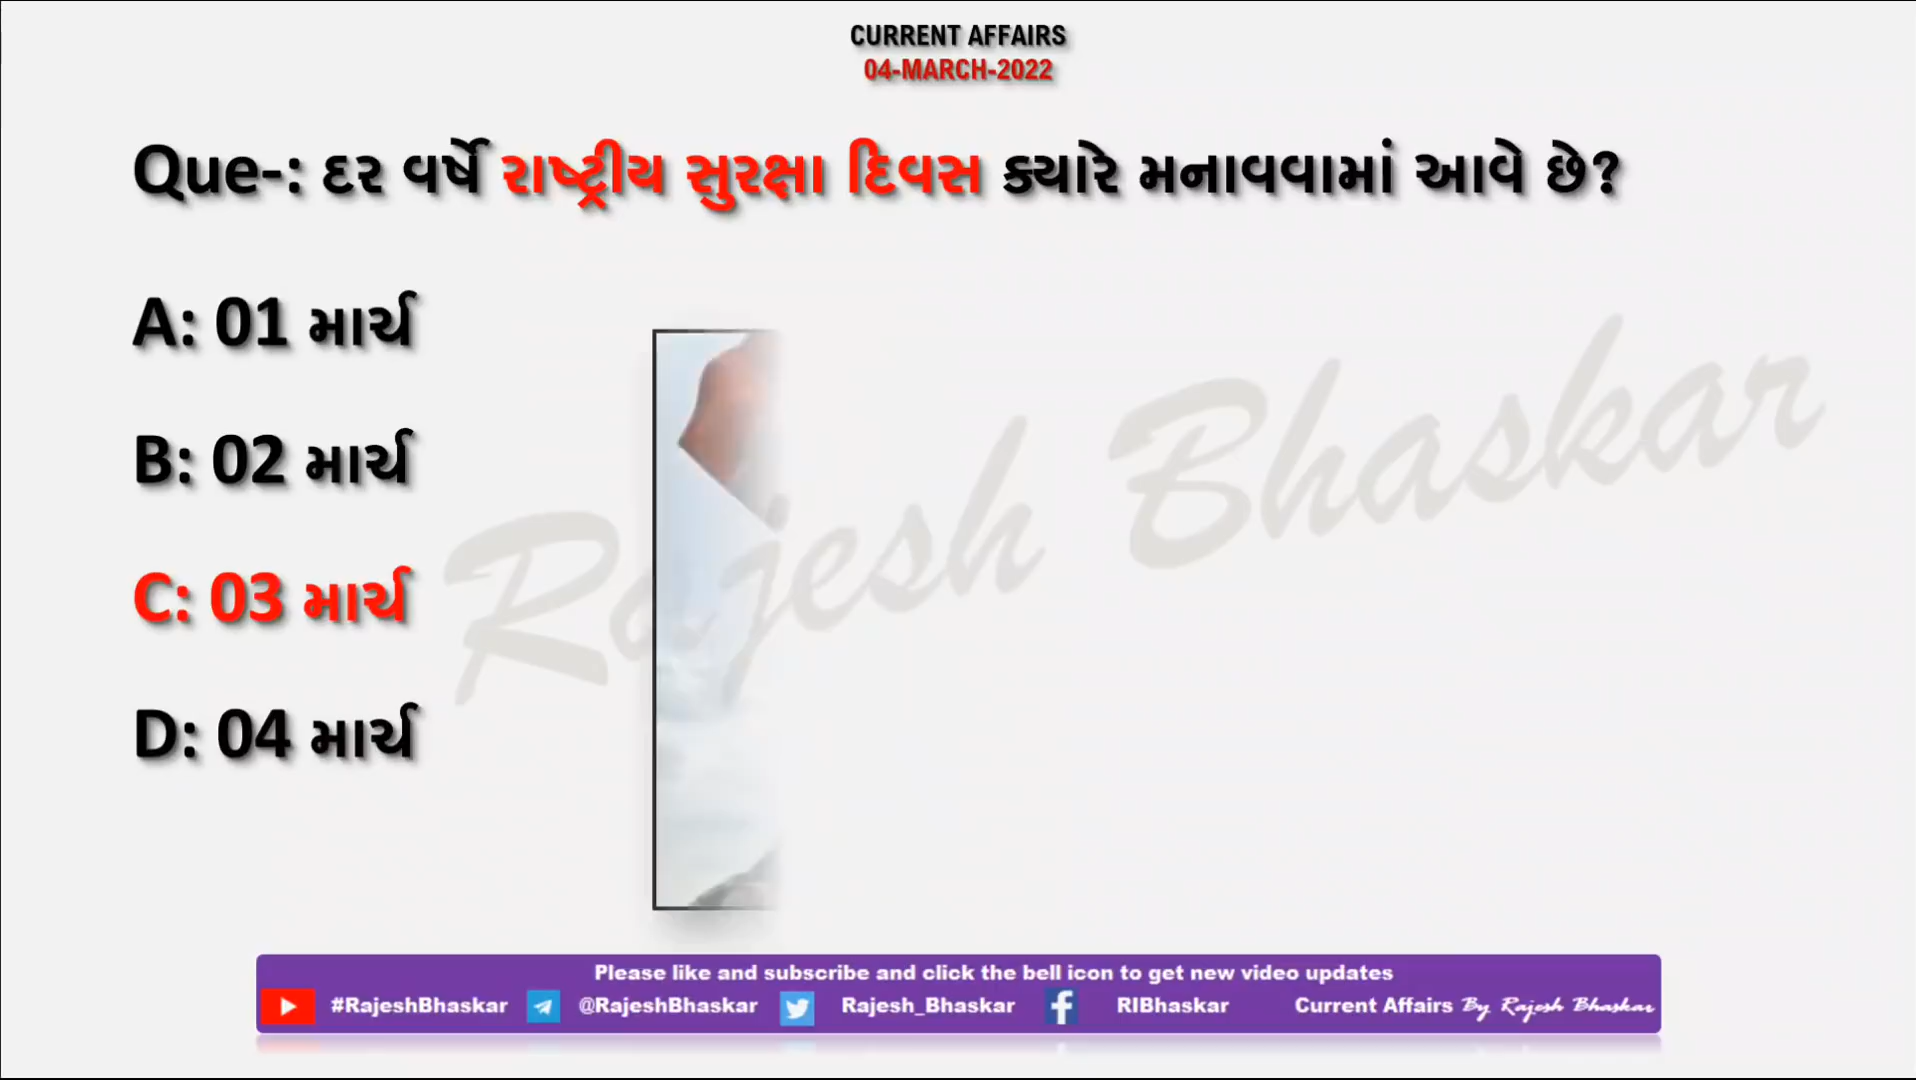 CURRENT AFFAIRS
04-MARCH-2022
Que-: દર વર્ષે રાષ્ટ્રીય સુરક્ષા દિવસ ક્યારે મનાવવામાં આવે છે?
A: 01 માર્ચ
B: 02 માર્ચ
C: 03 માર્ચ
D: 04 માર્ચ
Rajesh Bhaskar
Please like and subscribe and click the bell icon to get new video updates
#RajeshBhaskar @RajeshBhaskar Rajesh_Bhaskar RIBhaskar Current Affairs By Rajesh Bhaskar